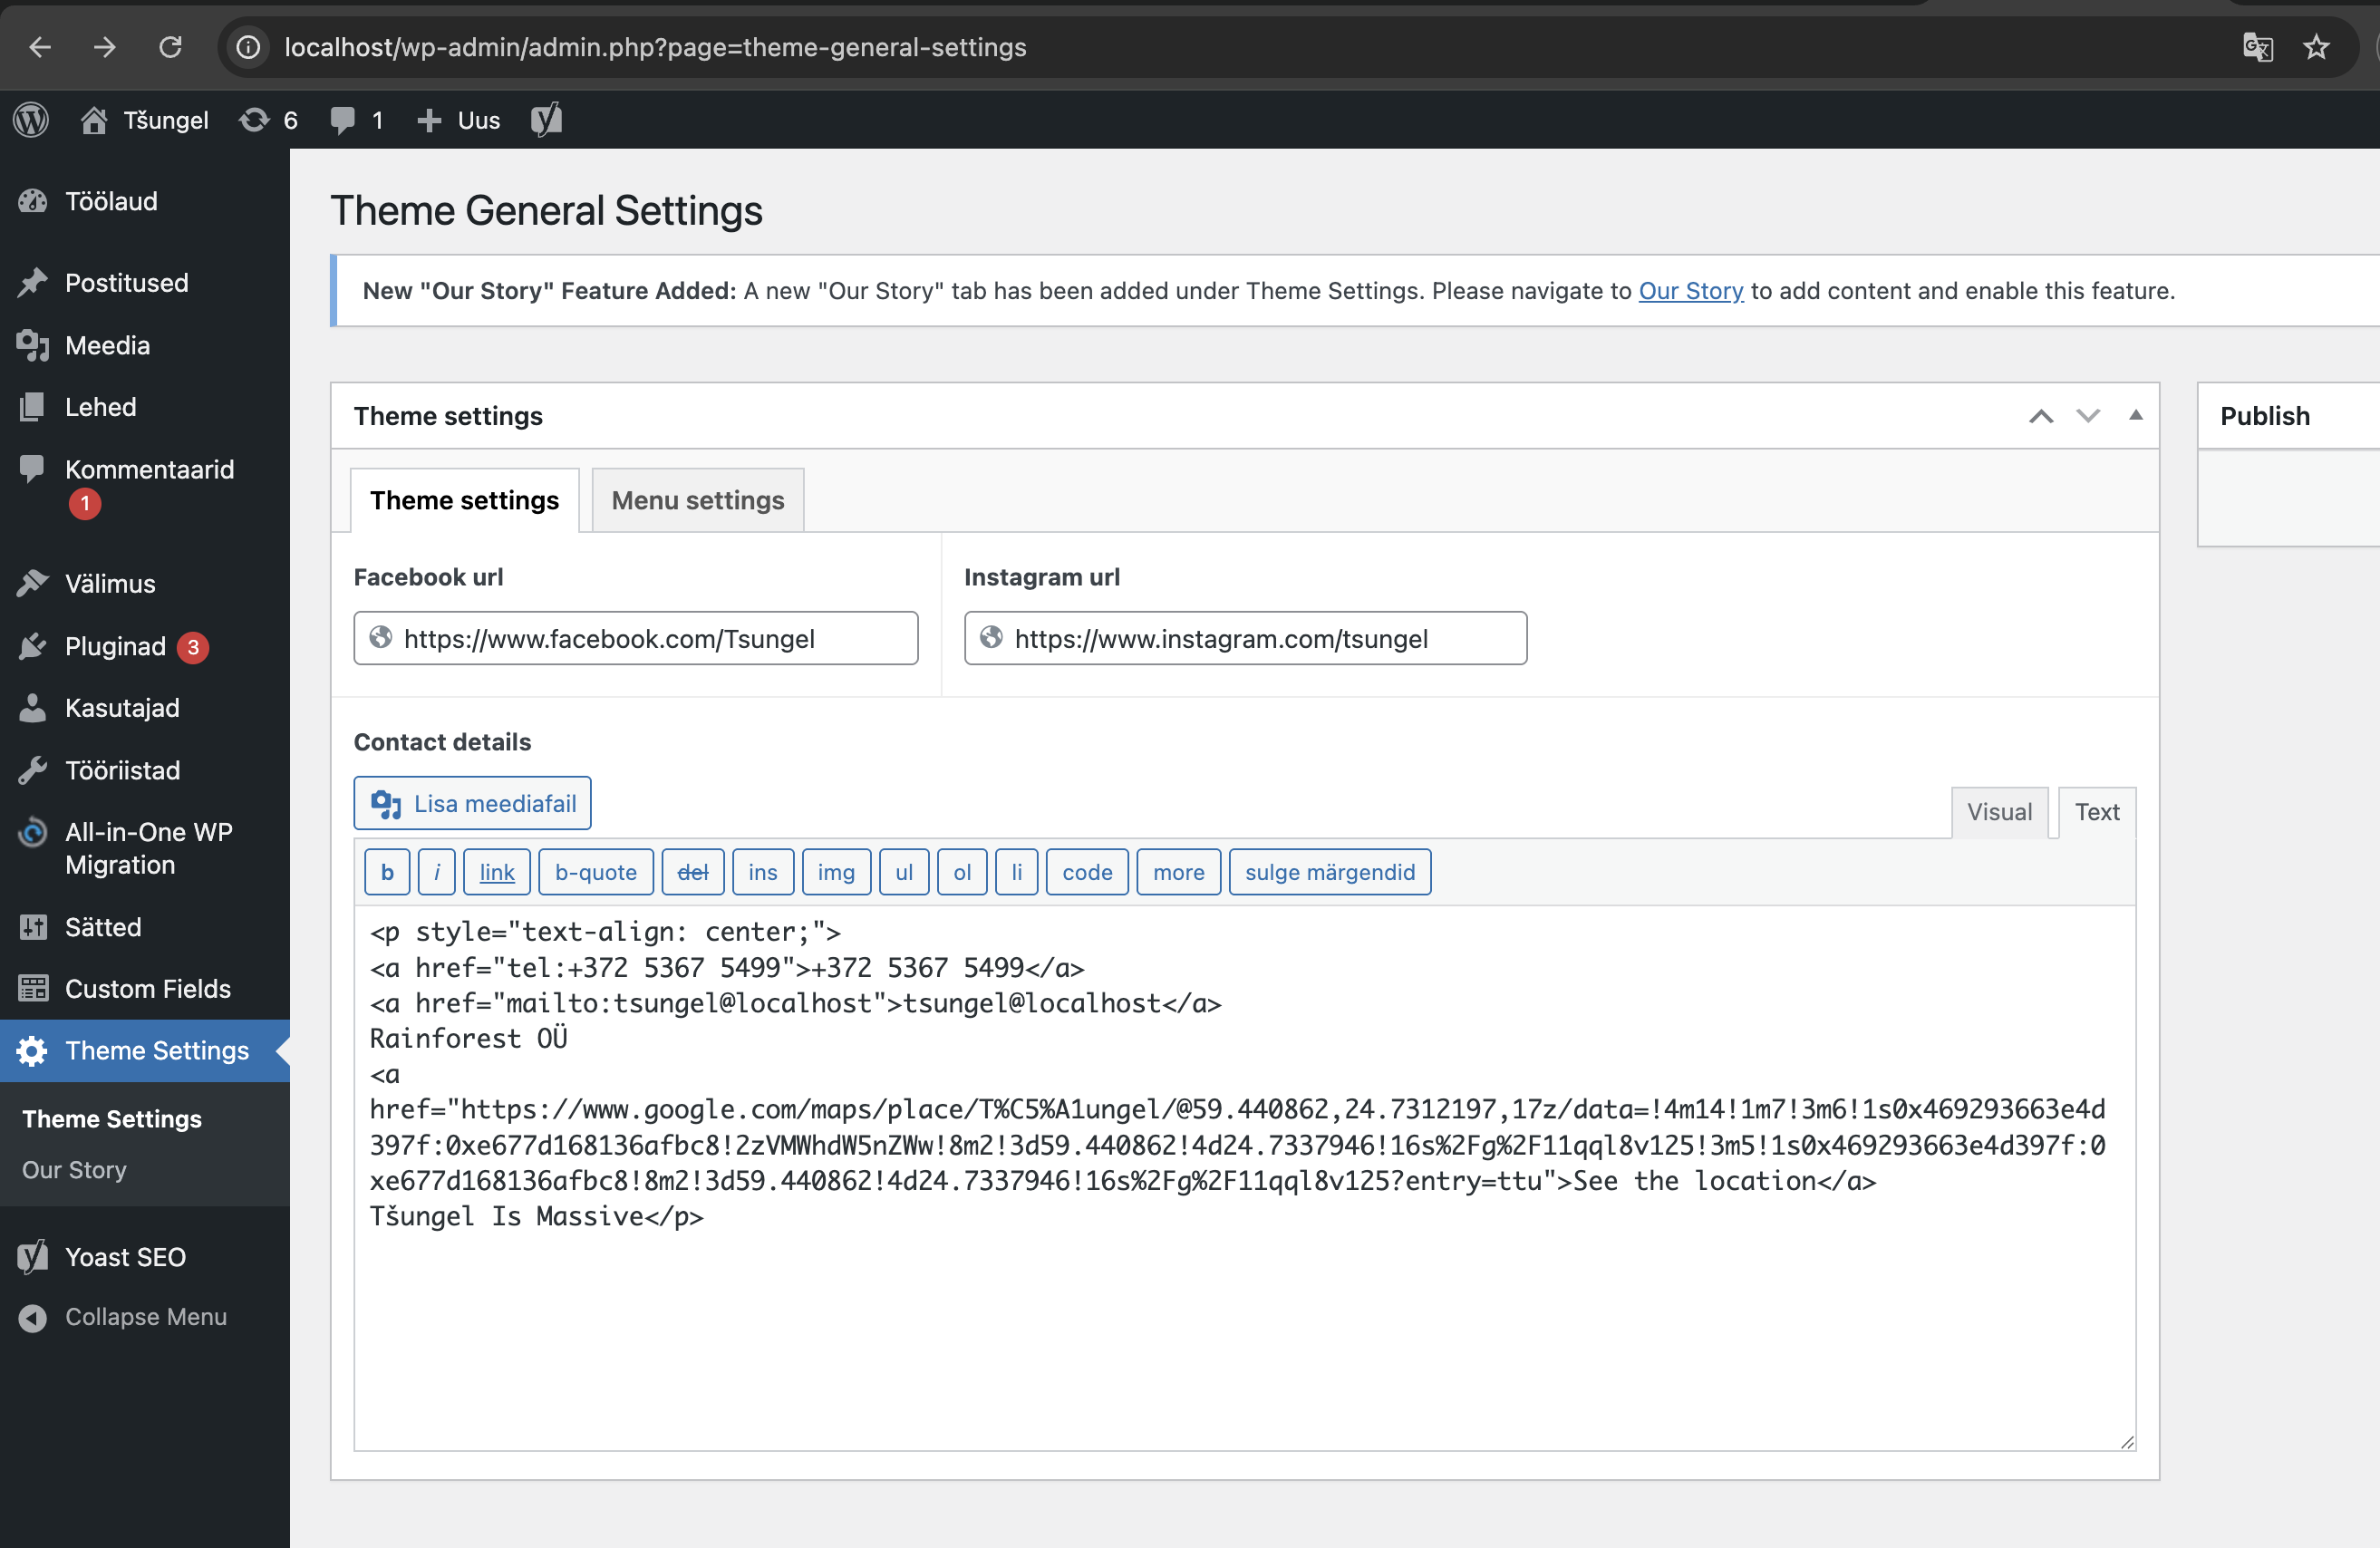 localhost/wp-admin/admin.php?page=theme-general-settings
Tšungel 6 1 Uus
Töölaud
Postitused
Meedia
Lehed
Kommentaarid
1
Välimus
Pluginad 3
Kasutajad
Tööriistad
All-in-One WP
Migration
Sätted
Custom Fields
Theme Settings
Theme Settings
Our Story
Yoast SEO
Collapse Menu
Theme General Settings
New "Our Story" Feature Added: A new "Our Story" tab has been added under Theme Settings. Please navigate to Our Story to add content and enable this feature.
Theme settings
Theme settings Menu settings
Facebook url Instagram url
https://www.facebook.com/Tsungel https://www.instagram.com/tsungel
Contact details
Lisa meediafail
Visual Text
b i link b-quote del ins img ul ol li code more sulge märgendid
<p style="text-align: center;">
<a href="tel:+372 5367 5499">+372 5367 5499</a>
<a href="mailto:tsungel@localhost">tsungel@localhost</a>
Rainforest OÜ
<a
href="https://www.google.com/maps/place/T%C5%A1ungel/@59.440862,24.7312197,17z/data=!4m14!1m7!3m6!1s0x469293663e4d
397f:0xe677d168136afbc8!2zVMWhdW5nZWw!8m2!3d59.440862!4d24.7337946!16s%2Fg%2F11qql8v125!3m5!1s0x469293663e4d397f:0
xe677d168136afbc8!8m2!3d59.440862!4d24.7337946!16s%2Fg%2F11qql8v125?entry=ttu">See the location</a>
Tšungel Is Massive</p>
Publish